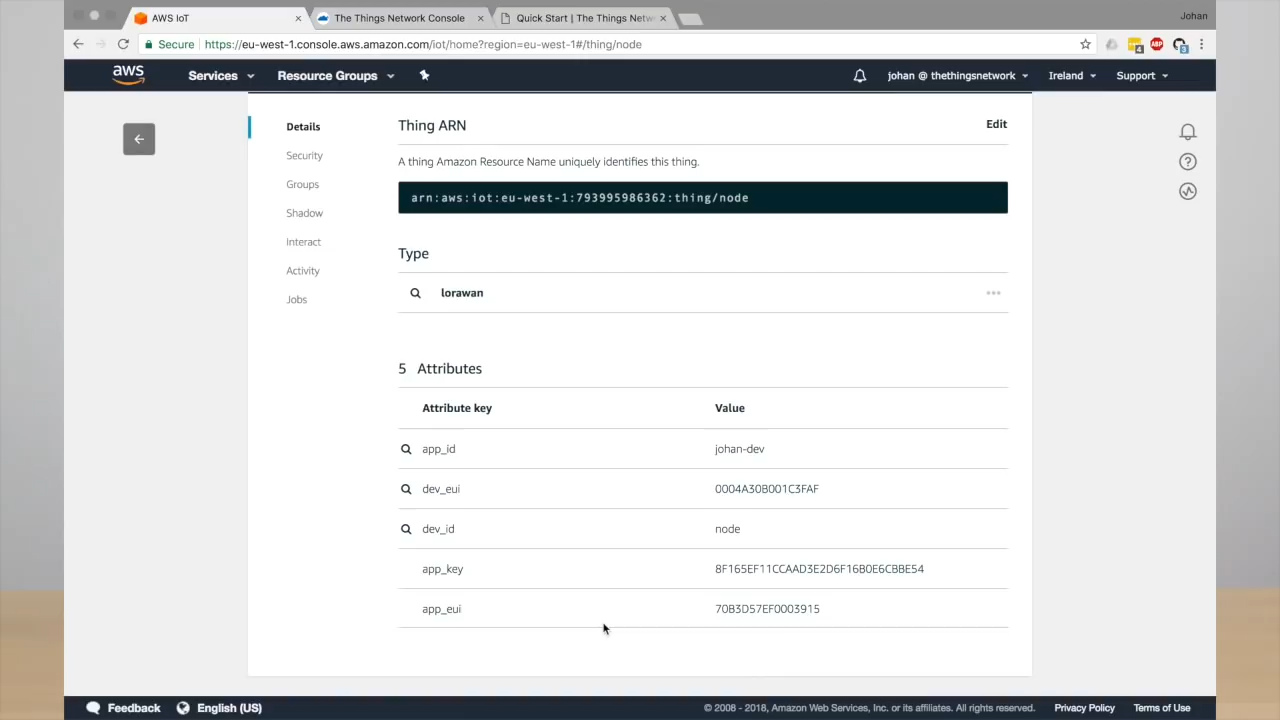 AWS IoT
The Things Network Console
Quick Start | The Things Netw
Johan
Secure
https://eu-west-1.console.aws.amazon.com/iot/home?region=eu-west-1#/thing/node
4
ABP
3
aws
Services
Resource Groups
johan @ thethingsnetwork
Ireland
Support
Details
Security
Groups
Shadow
Interact
Activity
Jobs
Thing ARN
Edit
A thing Amazon Resource Name uniquely identifies this thing.
arn:aws:iot:eu-west-1:793995986362:thing/node
Type
lorawan
5 Attributes
Attribute key Value
app_id johan-dev
dev_eui 0004A30B001C3FAF
dev_id node
app_key 8F165EF11CCAAD3E2D6F16B0E6CBBE54
app_eui 70B3D57EF0003915
Feedback
English (US)
© 2008 - 2018, Amazon Web Services, Inc. or its affiliates. All rights reserved.
Privacy Policy
Terms of Use